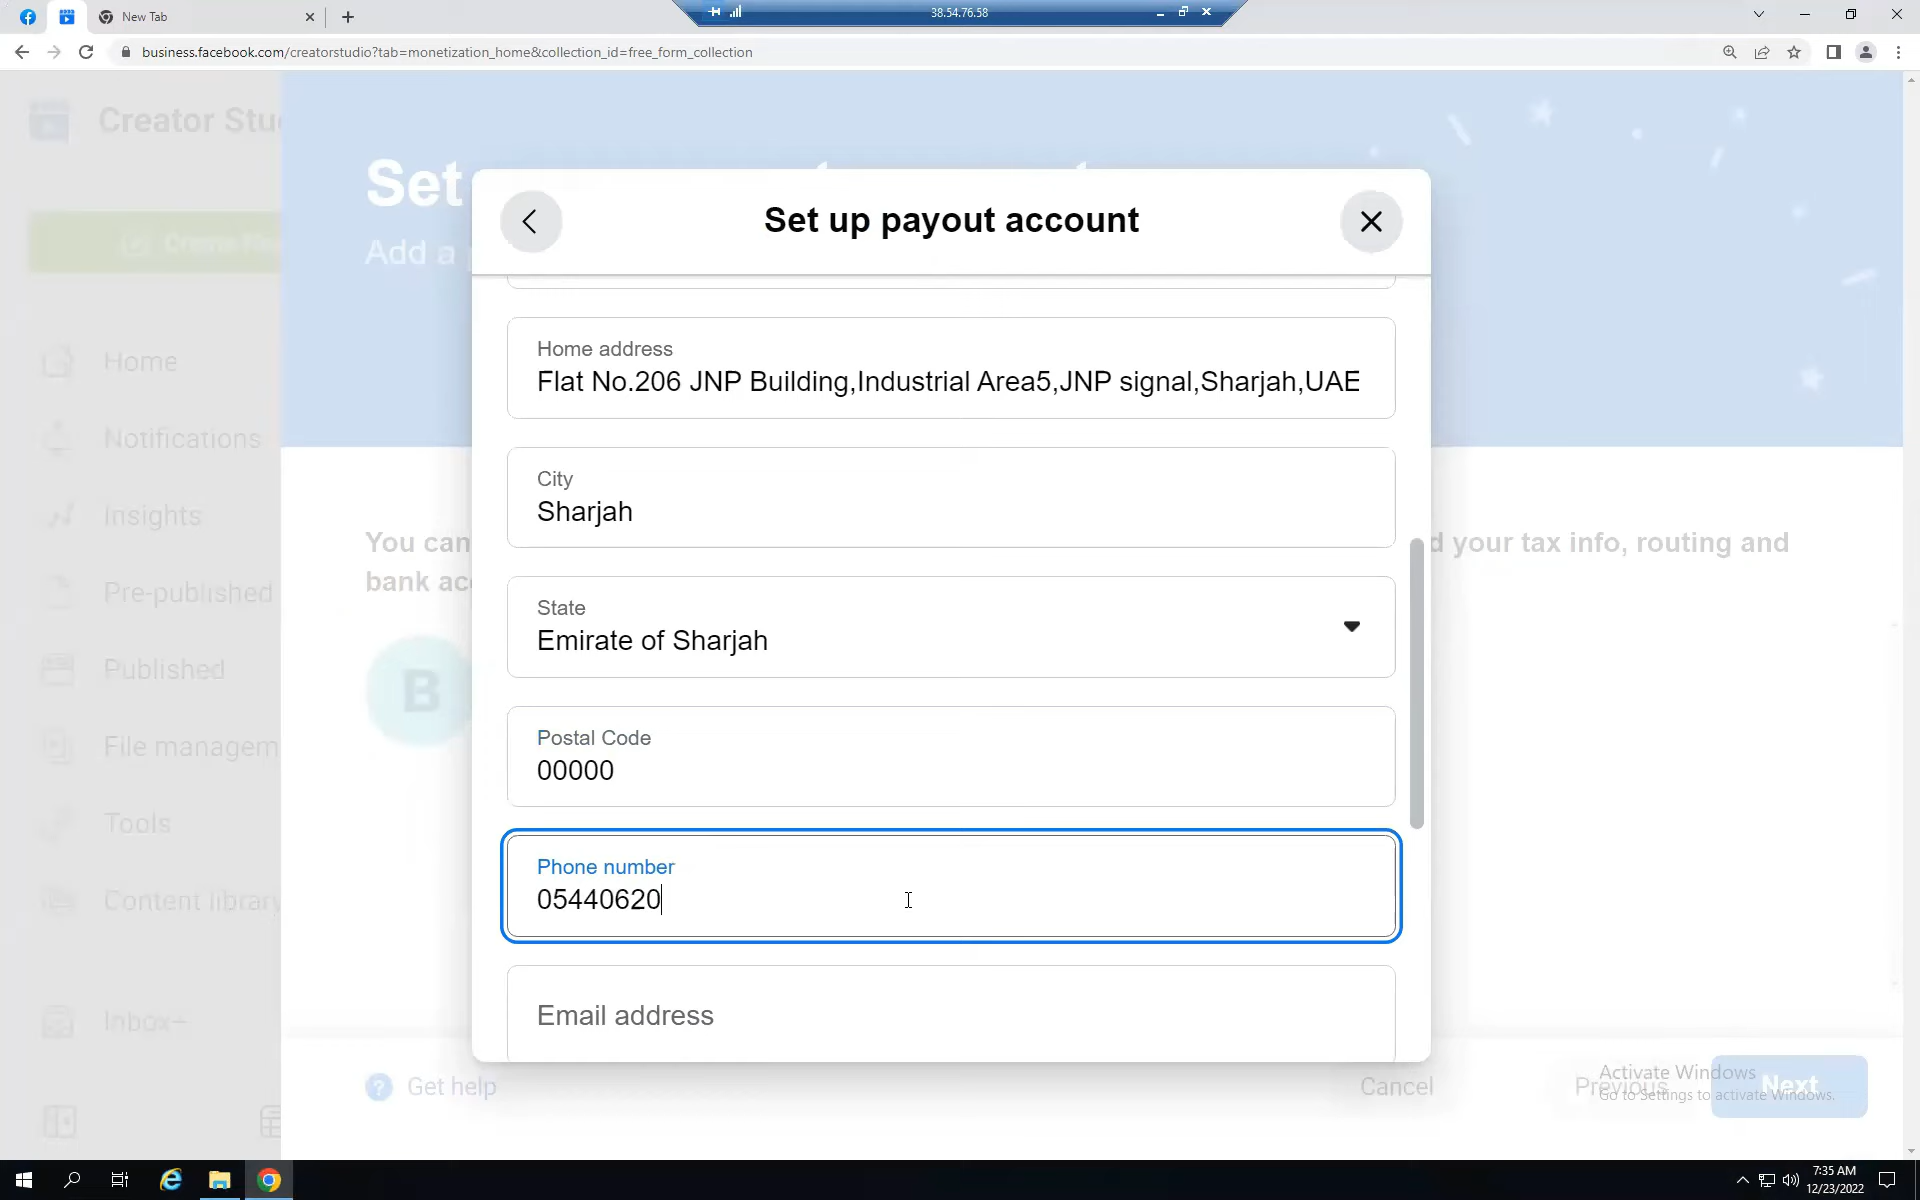 New Tab
38.54.76.58
business.facebook.com/creatorstudio?tab=monetization_home&collection_id=free_form_collection
Creator Stu
Set
Add a
Set up payout account
Home
Notifications
Insights
Pre-published
Published
File managem
Tools
Content library
Inbox+
Home address
Flat No.206 JNP Building,Industrial Area5,JNP signal,Sharjah,UAE
City
Sharjah
State
Emirate of Sharjah
Postal Code
00000
Phone number
05440620
Email address
You can
d your tax info, routing and
bank ac
B
Get help
Cancel
Previous
Next
Activate Windows
Go to Settings to activate Windows.
7:35 AM
12/23/2022